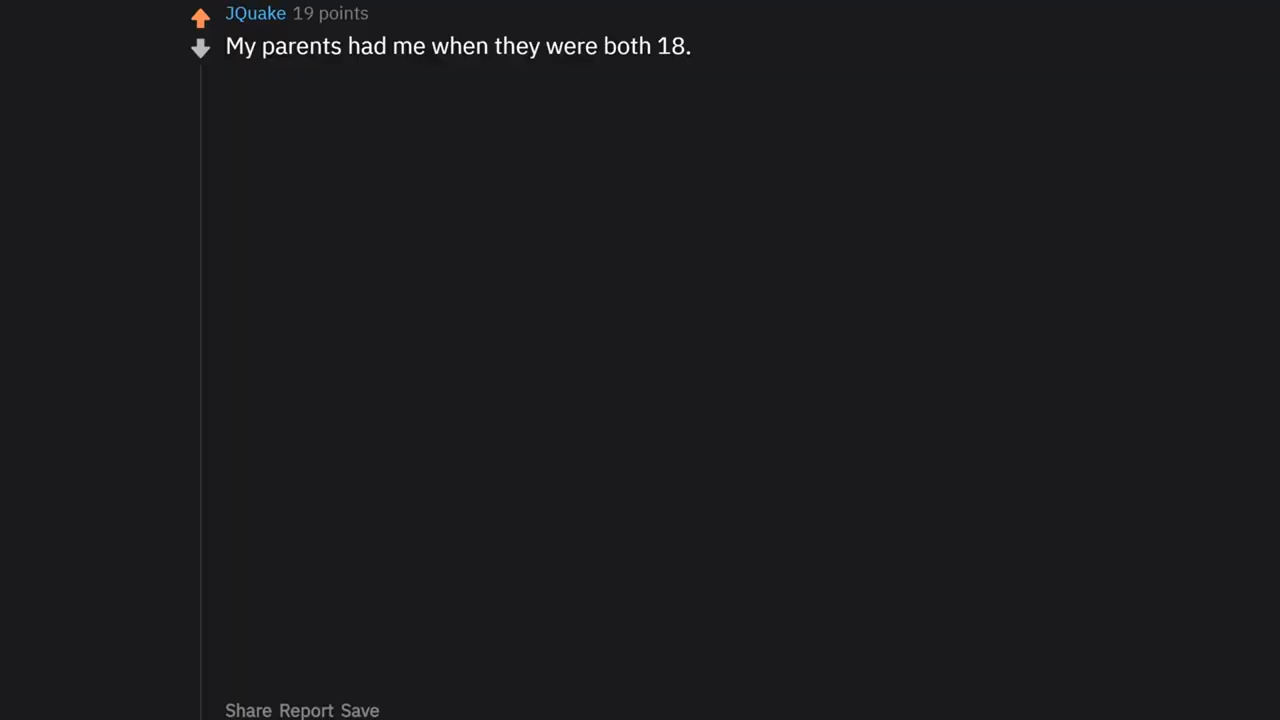 JQuake 19 points
My parents had me when they were both 18.
Share Report Save